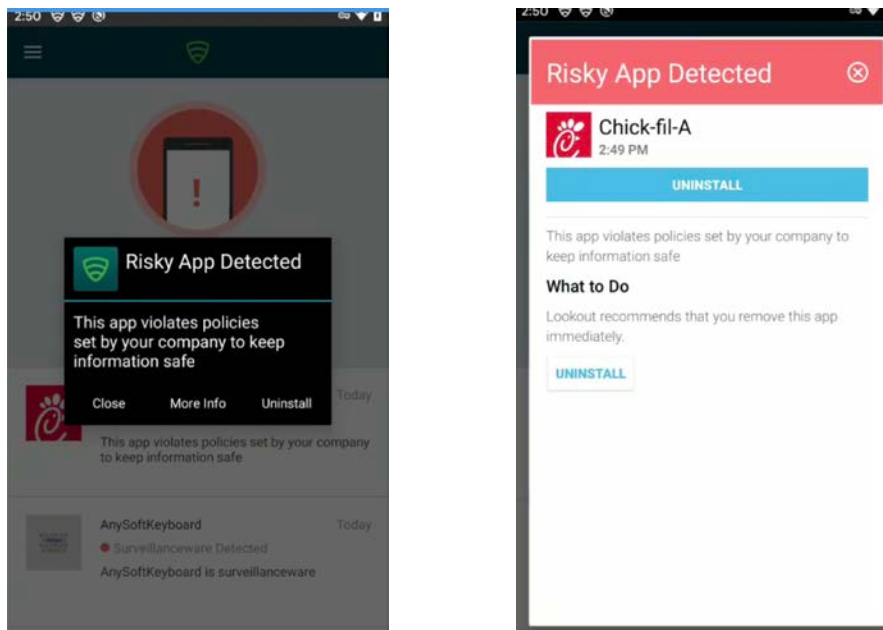 2:50
Risky App Detected
This app violates policies
set by your company to keep
information safe
Close More Info Uninstall
Today
This app violates policies set by your company
to keep information safe
AnySoftKeyboard Today
Surveillanceware Detected
AnySoftKeyboard is surveillanceware
2:50
Risky App Detected
Chick-fil-A
2:49 PM
UNINSTALL
This app violates policies set by your company to
keep information safe
What to Do
Lookout recommends that you remove this app
immediately.
UNINSTALL